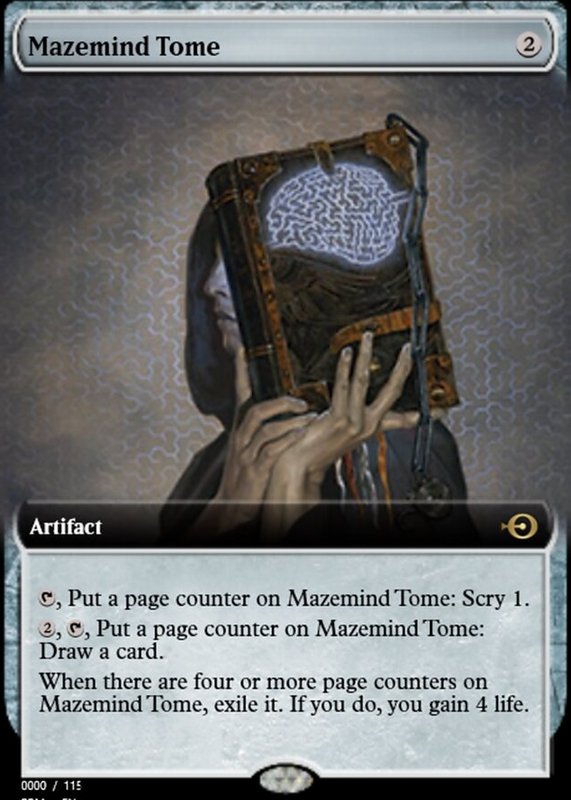 Mazemind Tome 2
Artifact
, Put a page counter on Mazemind Tome: Scry 1.
2, , Put a page counter on Mazemind Tome:
Draw a card.
When there are four or more page counters on
Mazemind Tome, exile it. If you do, you gain 4 life.
0000 / 115